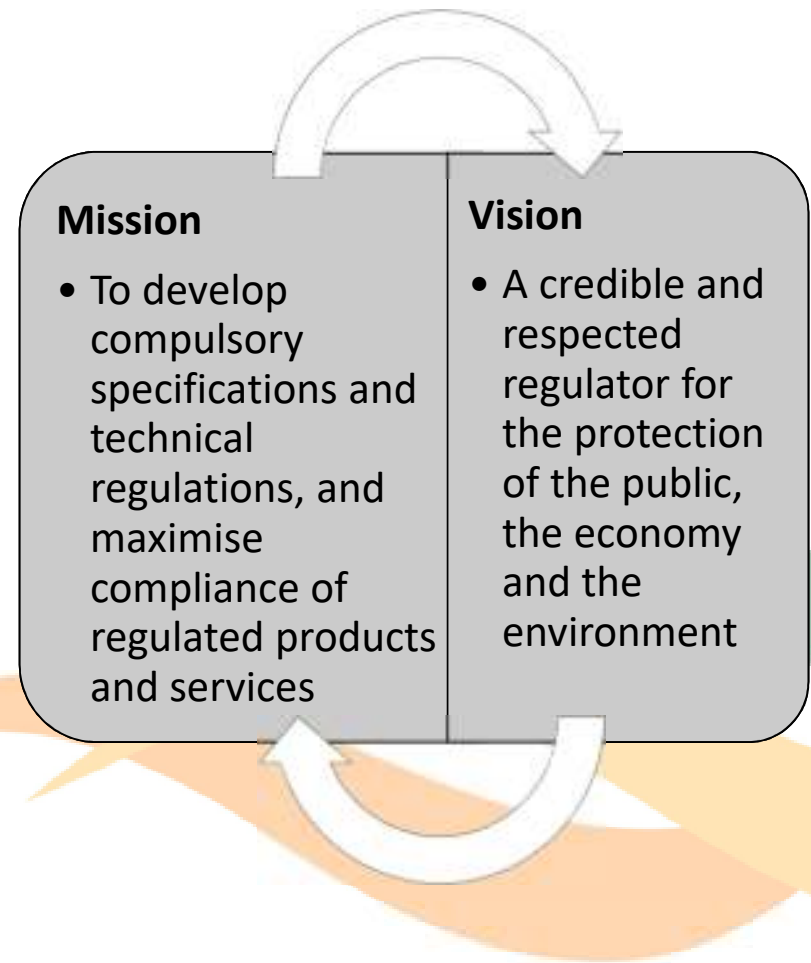 Mission
• To develop
compulsory
specifications and
technical
regulations, and
maximise
compliance of
regulated products
and services
Vision
• A credible and
respected
regulator for
the protection
of the public,
the economy
and the
environment